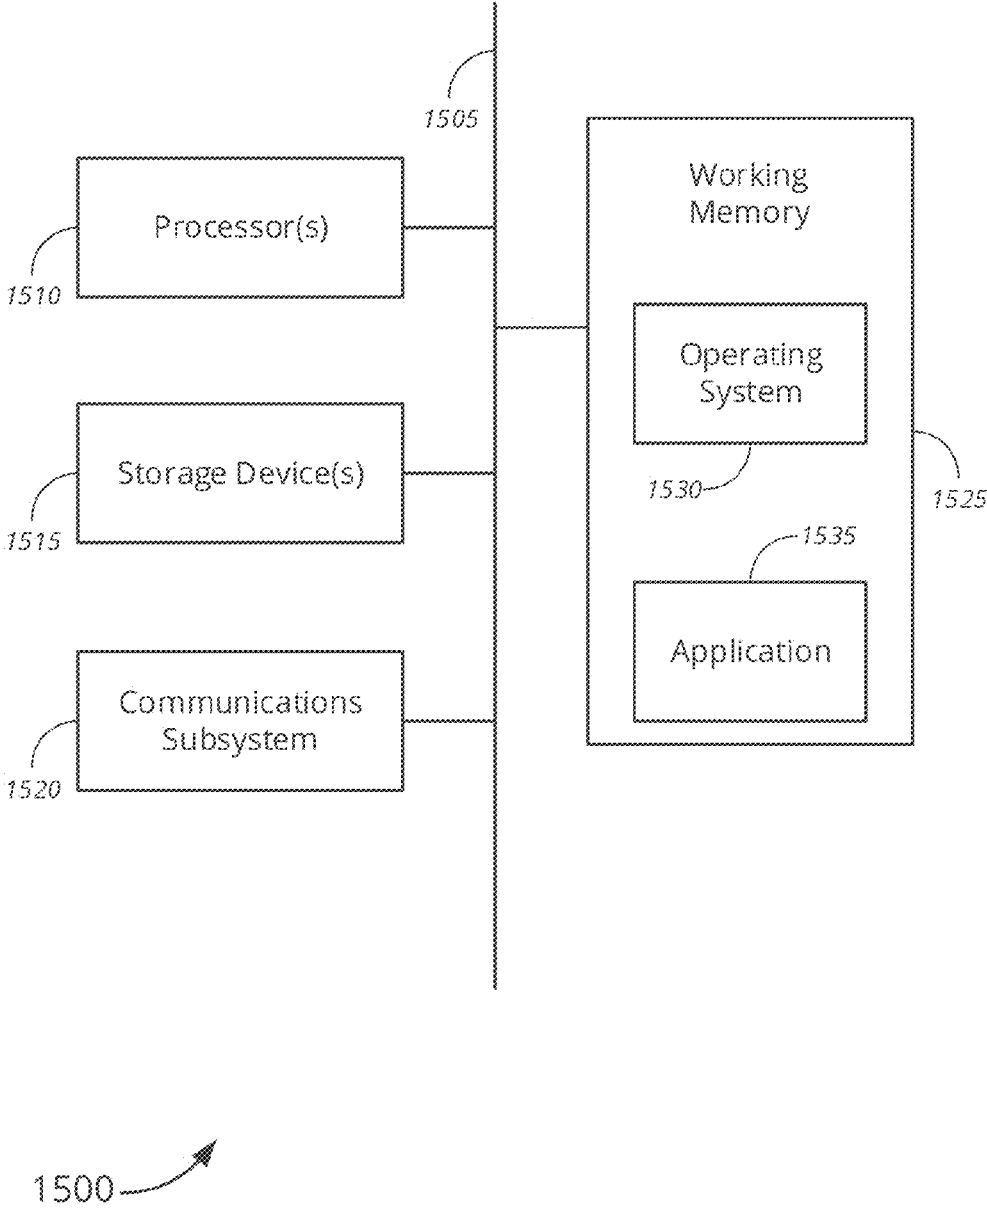 1505
Working
Memory
Processor(s)
1510
Operating
System
1530
1525
Storage Device(s)
1515
1535
Application
Communications
Subsystem
1520
1500